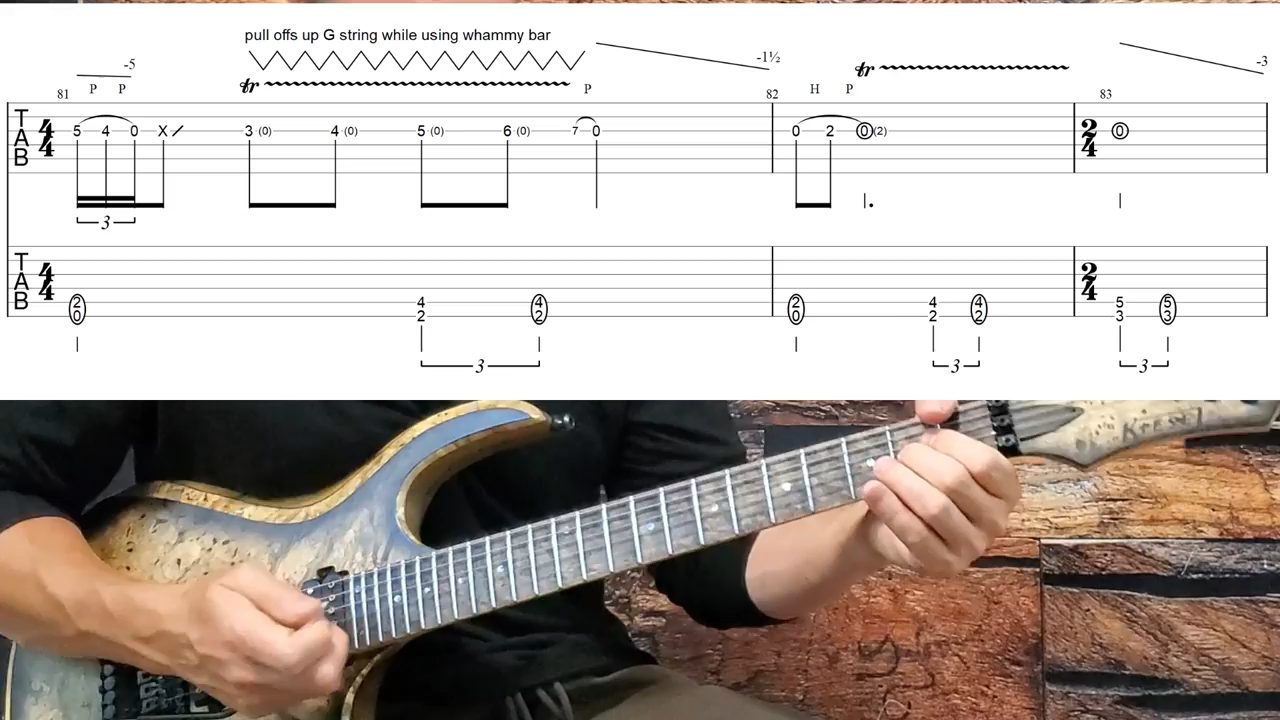 pull offs up G string while using whammy bar
-5 -1½ -3
81 P P tr P 82 H P tr 83
T A B 4 4 5 4 0 X 3 (0) 4 (0) 5 (0) 6 (0) 7 0 0 2 0 (2) 2 4 0
3
T A B 4 4 2 0 4 2 4 2 2 0 4 2 4 2 2 4 5 3 5 3
3 3 3